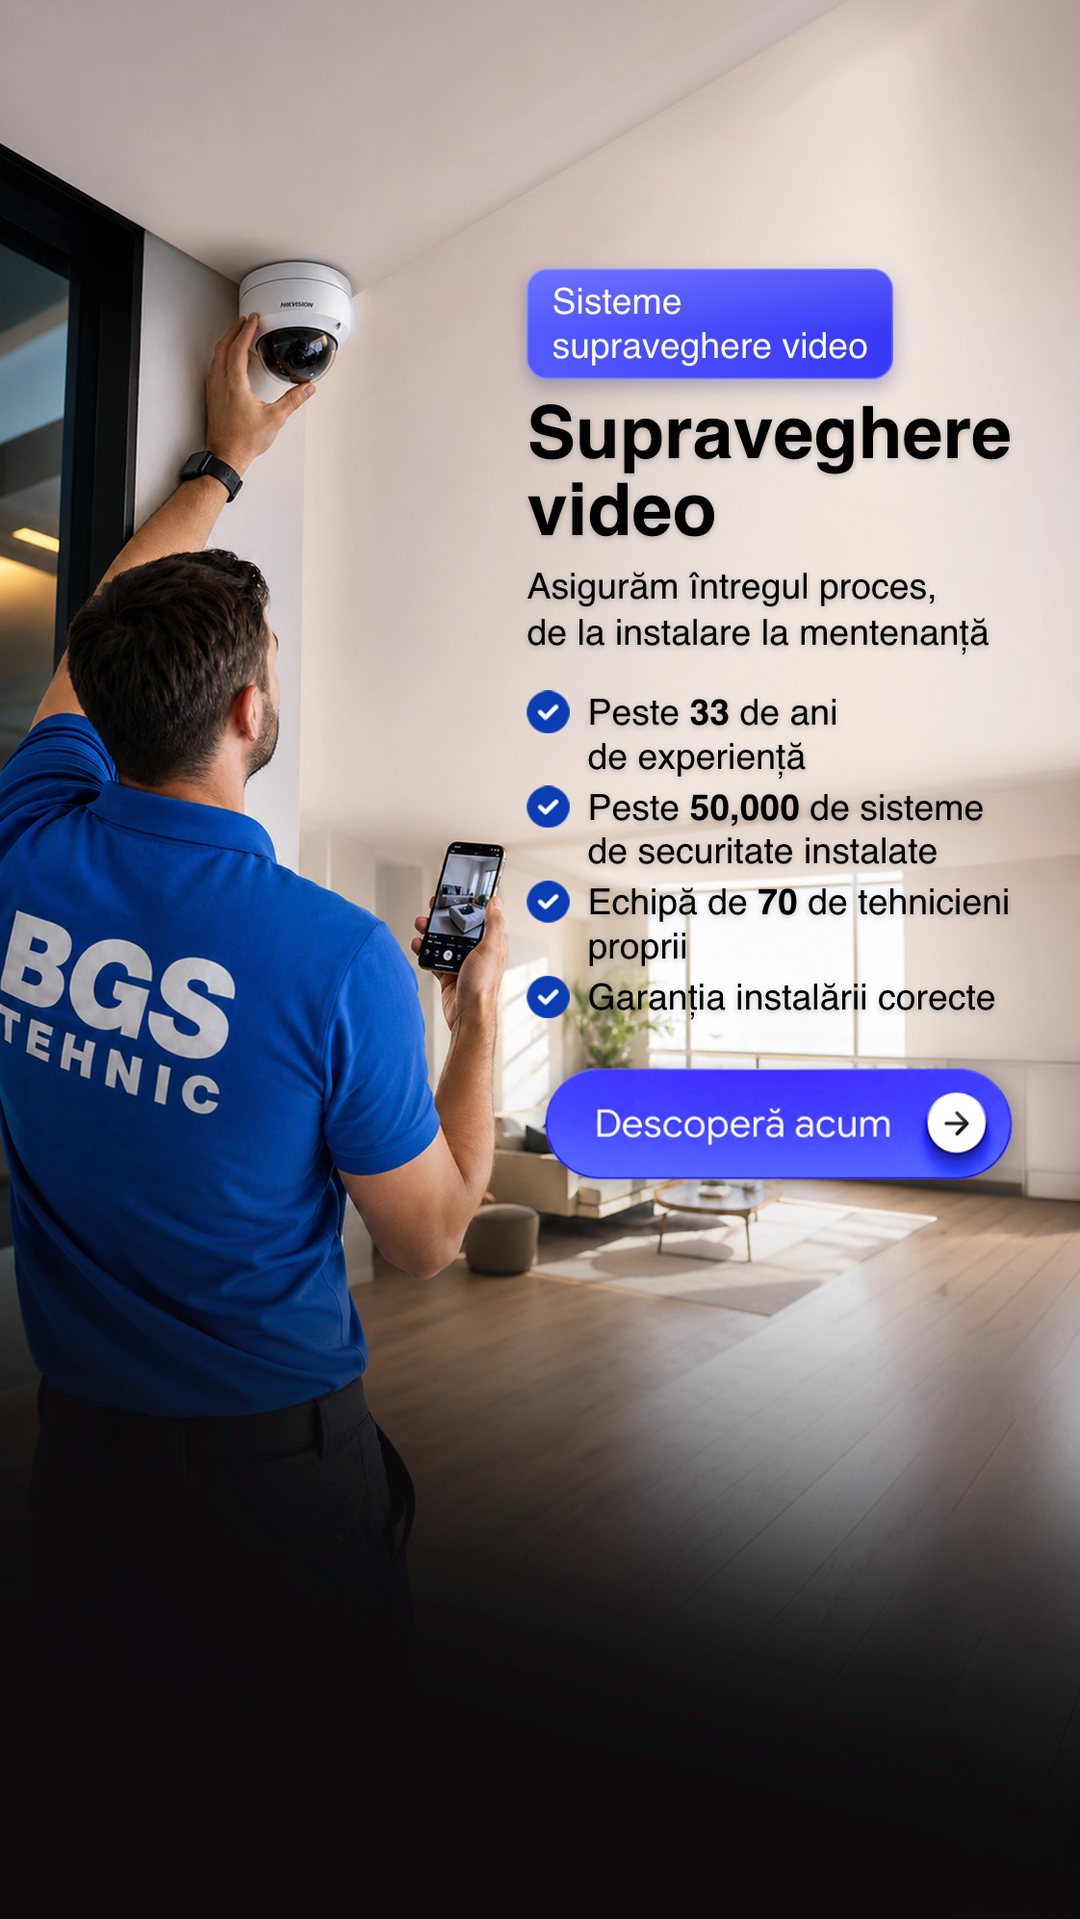 HIKVISION
Sisteme
supraveghere video
Supraveghere
video
Asigurăm întregul proces,
de la instalare la mentenanță
Peste 33 de ani
de experiență
Peste 50,000 de sisteme
de securitate instalate
Echipă de 70 de tehnicieni
proprii
Garanția instalării corecte
Descoperă acum
BGS
TEHNIC